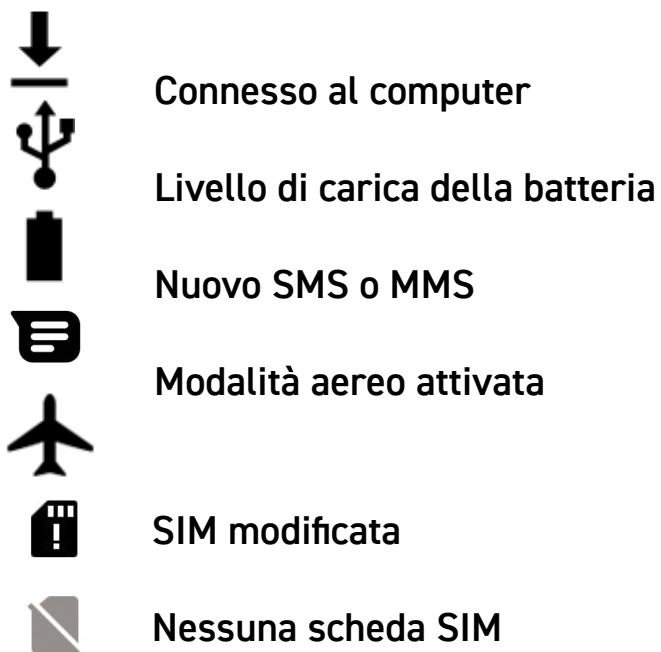 Connesso al computer
Livello di carica della batteria
Nuovo SMS o MMS
Modalità aereo attivata
SIM modificata
Nessuna scheda SIM